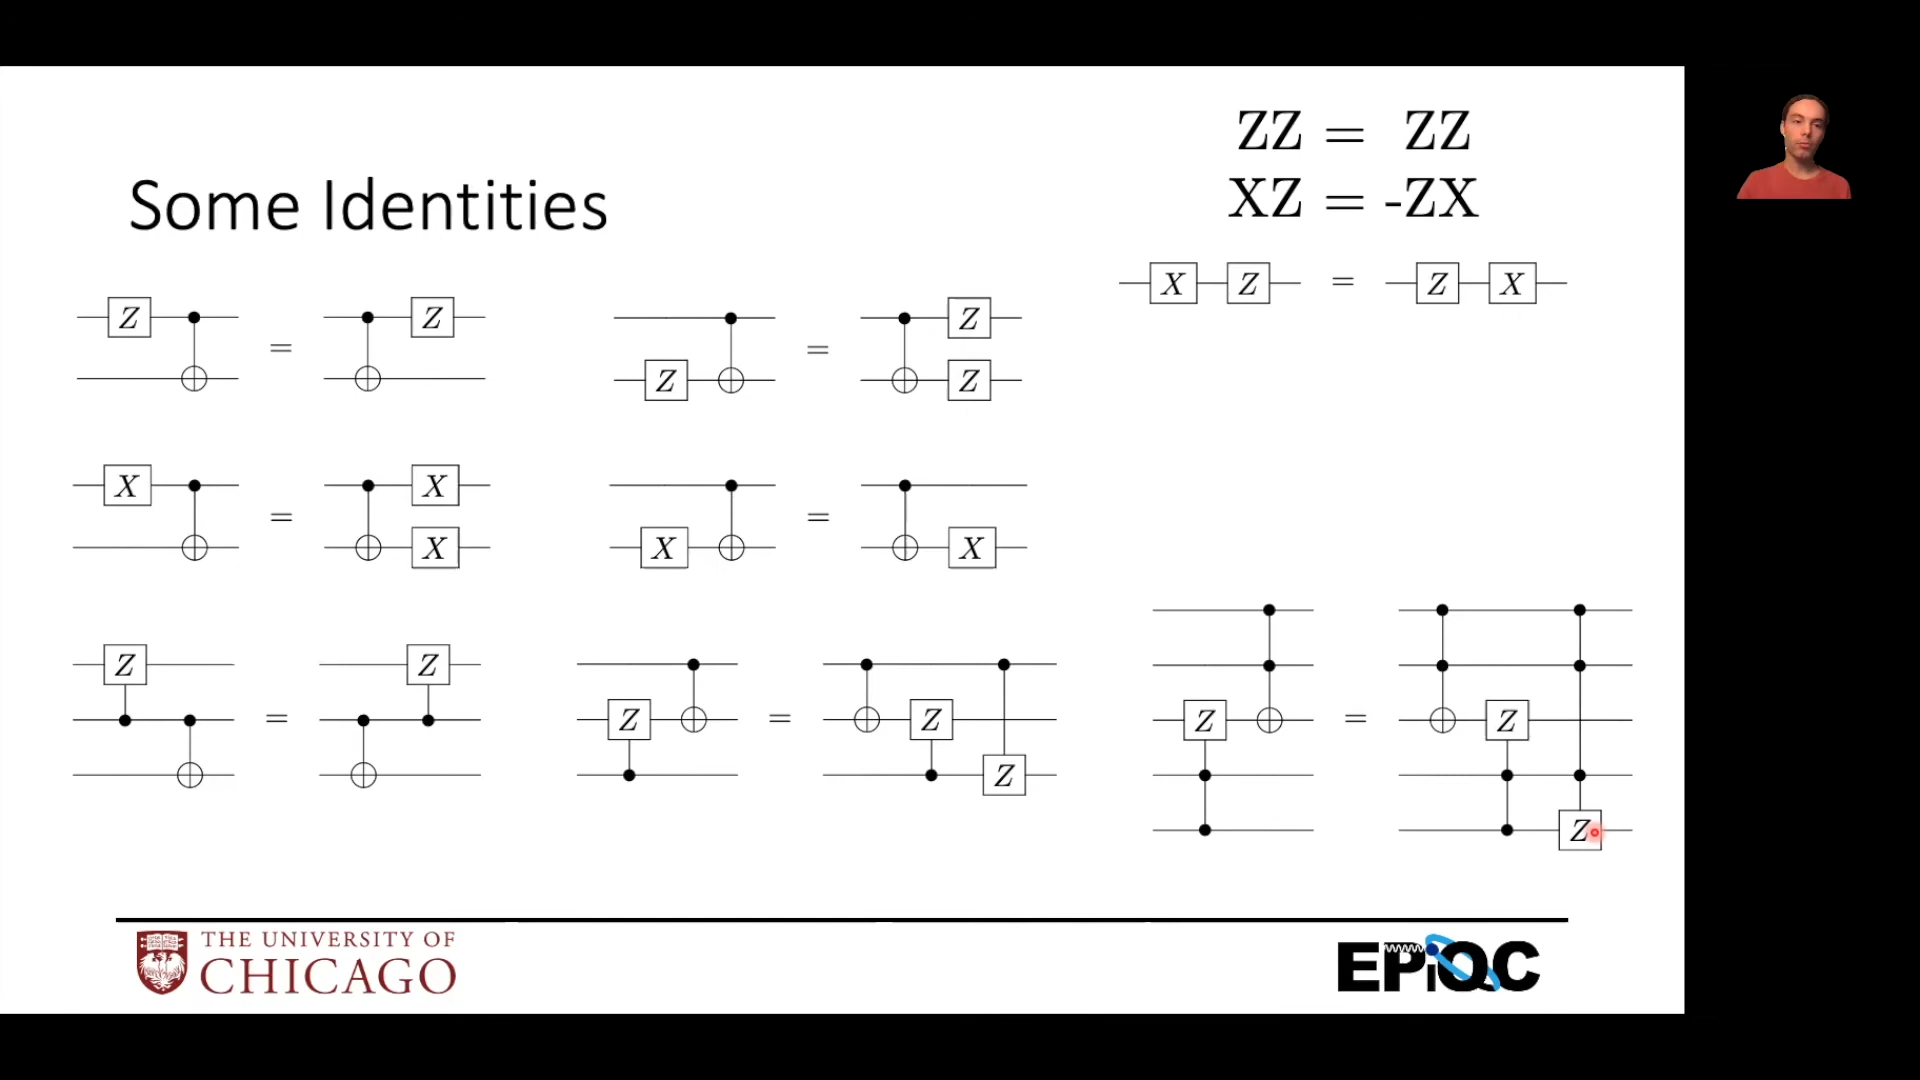 ZZ = ZZ
XZ = -ZX
Some Identities
X Z = Z X
Z = Z
Z = Z
Z
X = X
X
X = X
Z = Z
Z = Z
Z
Z = Z
Z
THE UNIVERSITY OF
CHICAGO
EPiQC